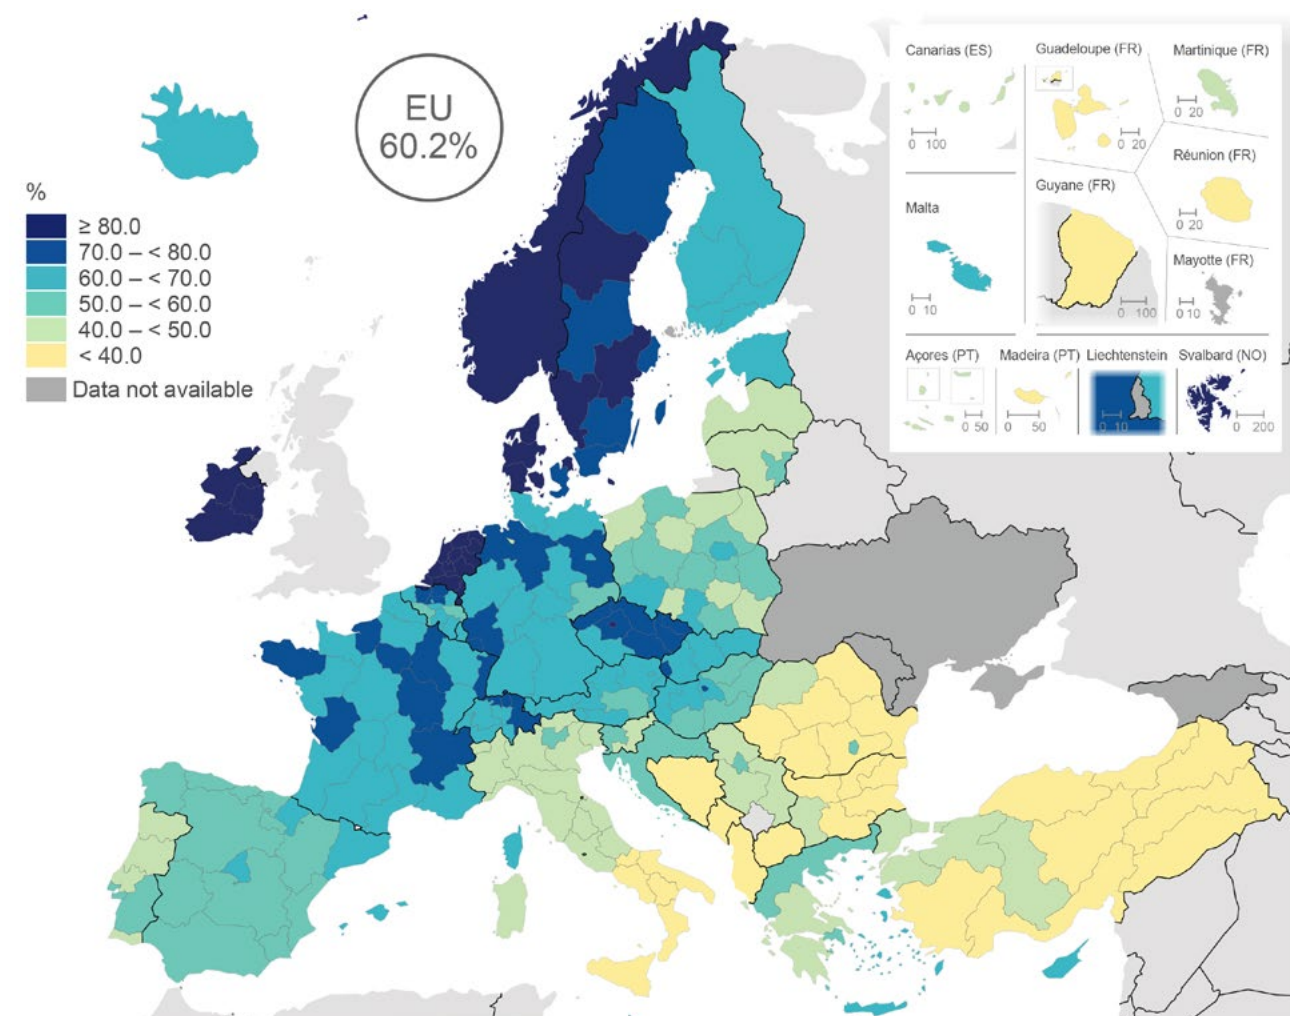 EU
60.2%
%
≥ 80.0
70.0 – < 80.0
60.0 – < 70.0
50.0 – < 60.0
40.0 – < 50.0
< 40.0
Data not available
Canarias (ES)
0 100
Guadeloupe (FR)
0 20
Martinique (FR)
0 20
Réunion (FR)
0 20
Malta
0 10
Guyane (FR)
0 100
Mayotte (FR)
0 10
Açores (PT)
0 50
Madeira (PT)
0 50
Liechtenstein
0 10
Svalbard (NO)
0 200